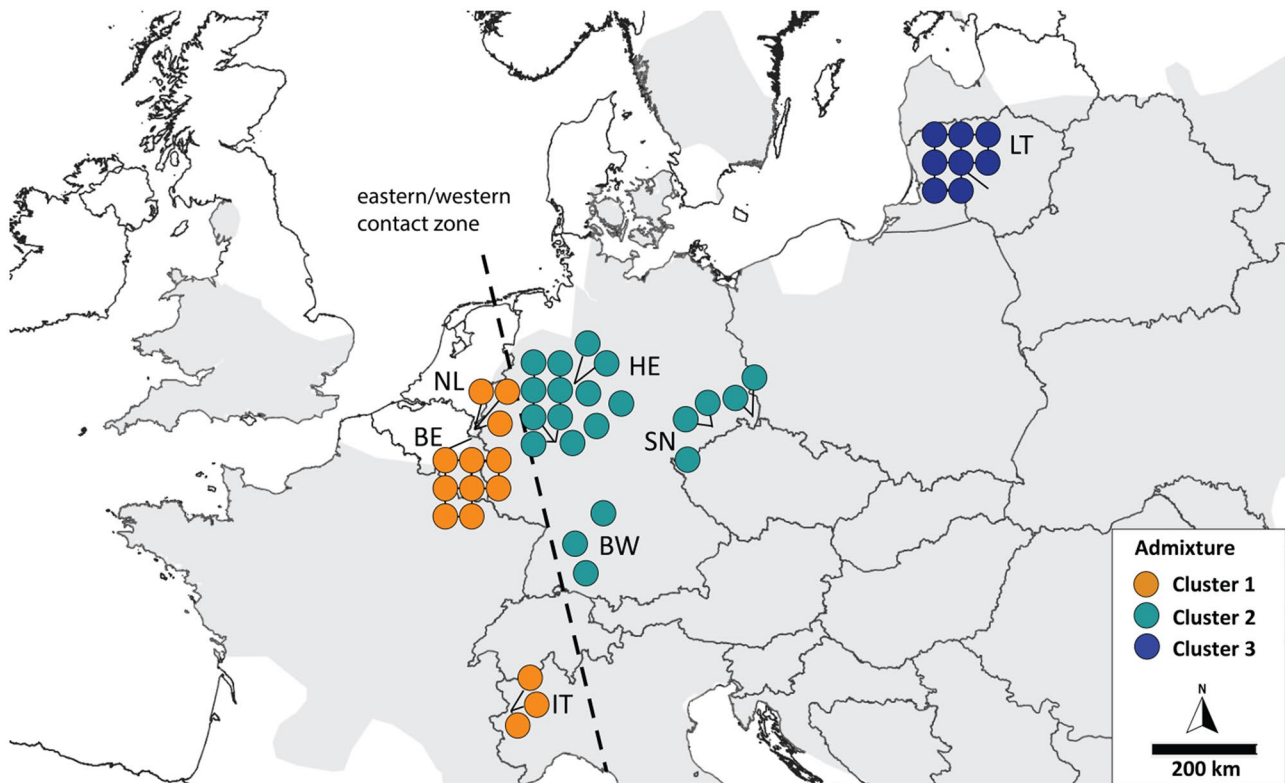 LT
eastern/western
contact zone
NL
HE
BE
SN
BW
IT
Admixture
Cluster 1
Cluster 2
Cluster 3
N
200 km